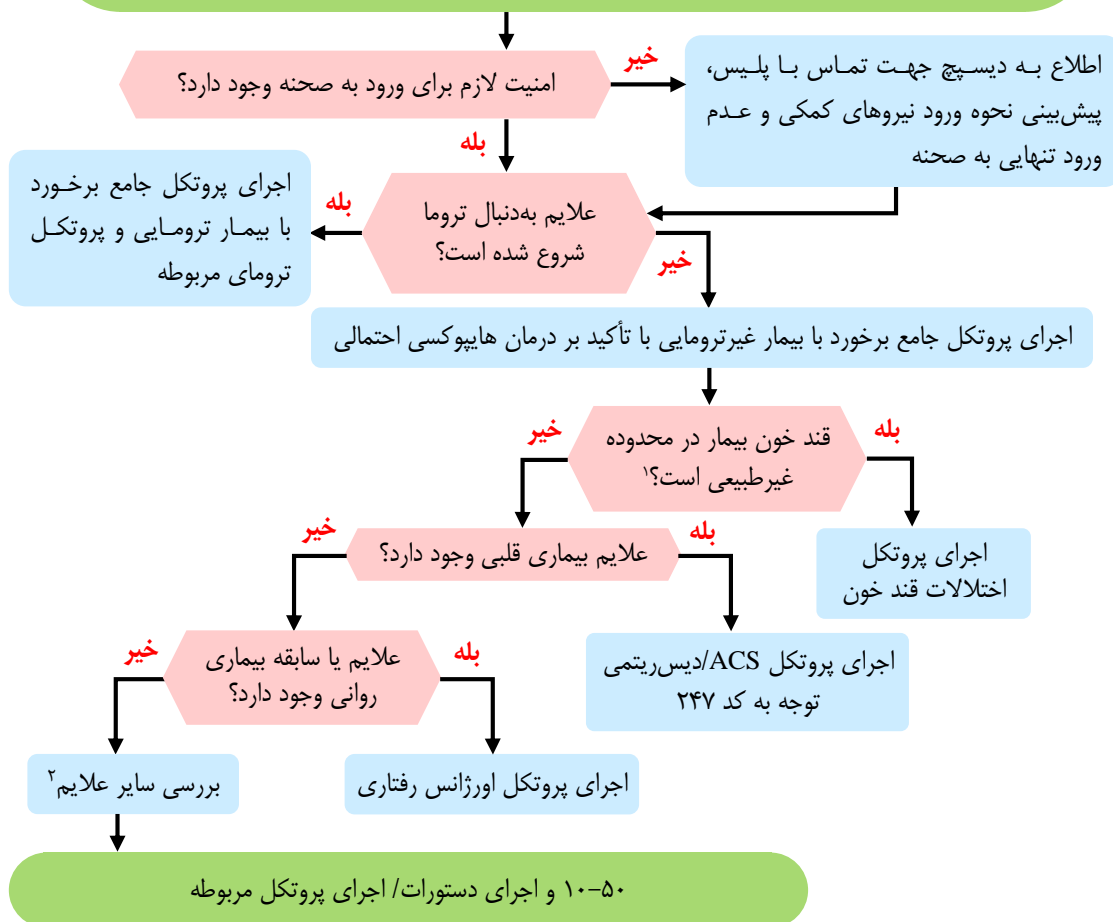 امنیت لازم برای ورود به صحنه وجود دارد؟
خیر
اطلاع به دیسپچ جهت تماس با پلیس،
پیش‌بینی نحوه ورود نیروهای کمکی و عدم
ورود تنهایی به صحنه
بله
علایم به‌دنبال تروما
شروع شده است؟
بله
اجرای پروتکل جامع برخورد
با بیمار ترومایی و پروتکل
ترومای مربوطه
خیر
اجرای پروتکل جامع برخورد با بیمار غیرترومایی با تأکید بر درمان هایپوکسی احتمالی
قند خون بیمار در محدوده
غیرطبیعی است؟۱
بله
خیر
اجرای پروتکل
اختلالات قند خون
علایم بیماری قلبی وجود دارد؟
بله
خیر
اجرای پروتکل ACS/دیس‌ریتمی
توجه به کد ۲۴۷
علایم یا سابقه بیماری
روانی وجود دارد؟
بله
خیر
اجرای پروتکل اورژانس رفتاری
بررسی سایر علایم۲
۱۰-۵۰ و اجرای دستورات/ اجرای پروتکل مربوطه